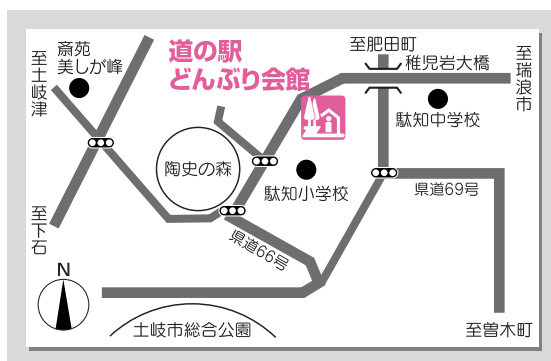 斎苑
美しが峰
至土岐津
道の駅
どんぶり会館
至肥田町
稚児岩大橋
至瑞浪市
駄知中学校
陶史の森
駄知小学校
県道69号
至下石
県道66号
N
土岐市総合公園
至曽木町